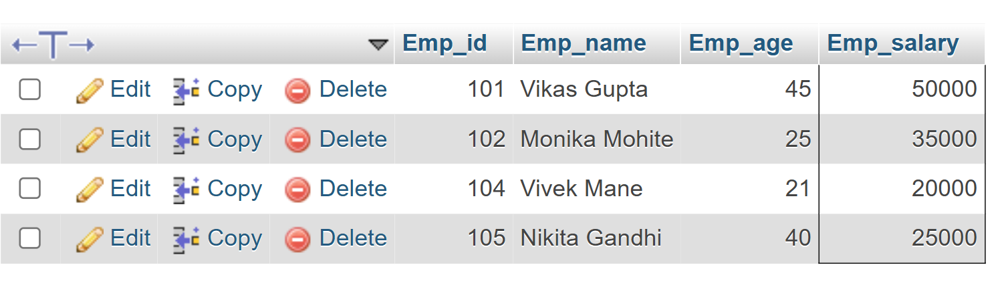 Emp_id Emp_name Emp_age Emp_salary
Edit Copy Delete 101 Vikas Gupta 45 50000
Edit Copy Delete 102 Monika Mohite 25 35000
Edit Copy Delete 104 Vivek Mane 21 20000
Edit Copy Delete 105 Nikita Gandhi 40 25000